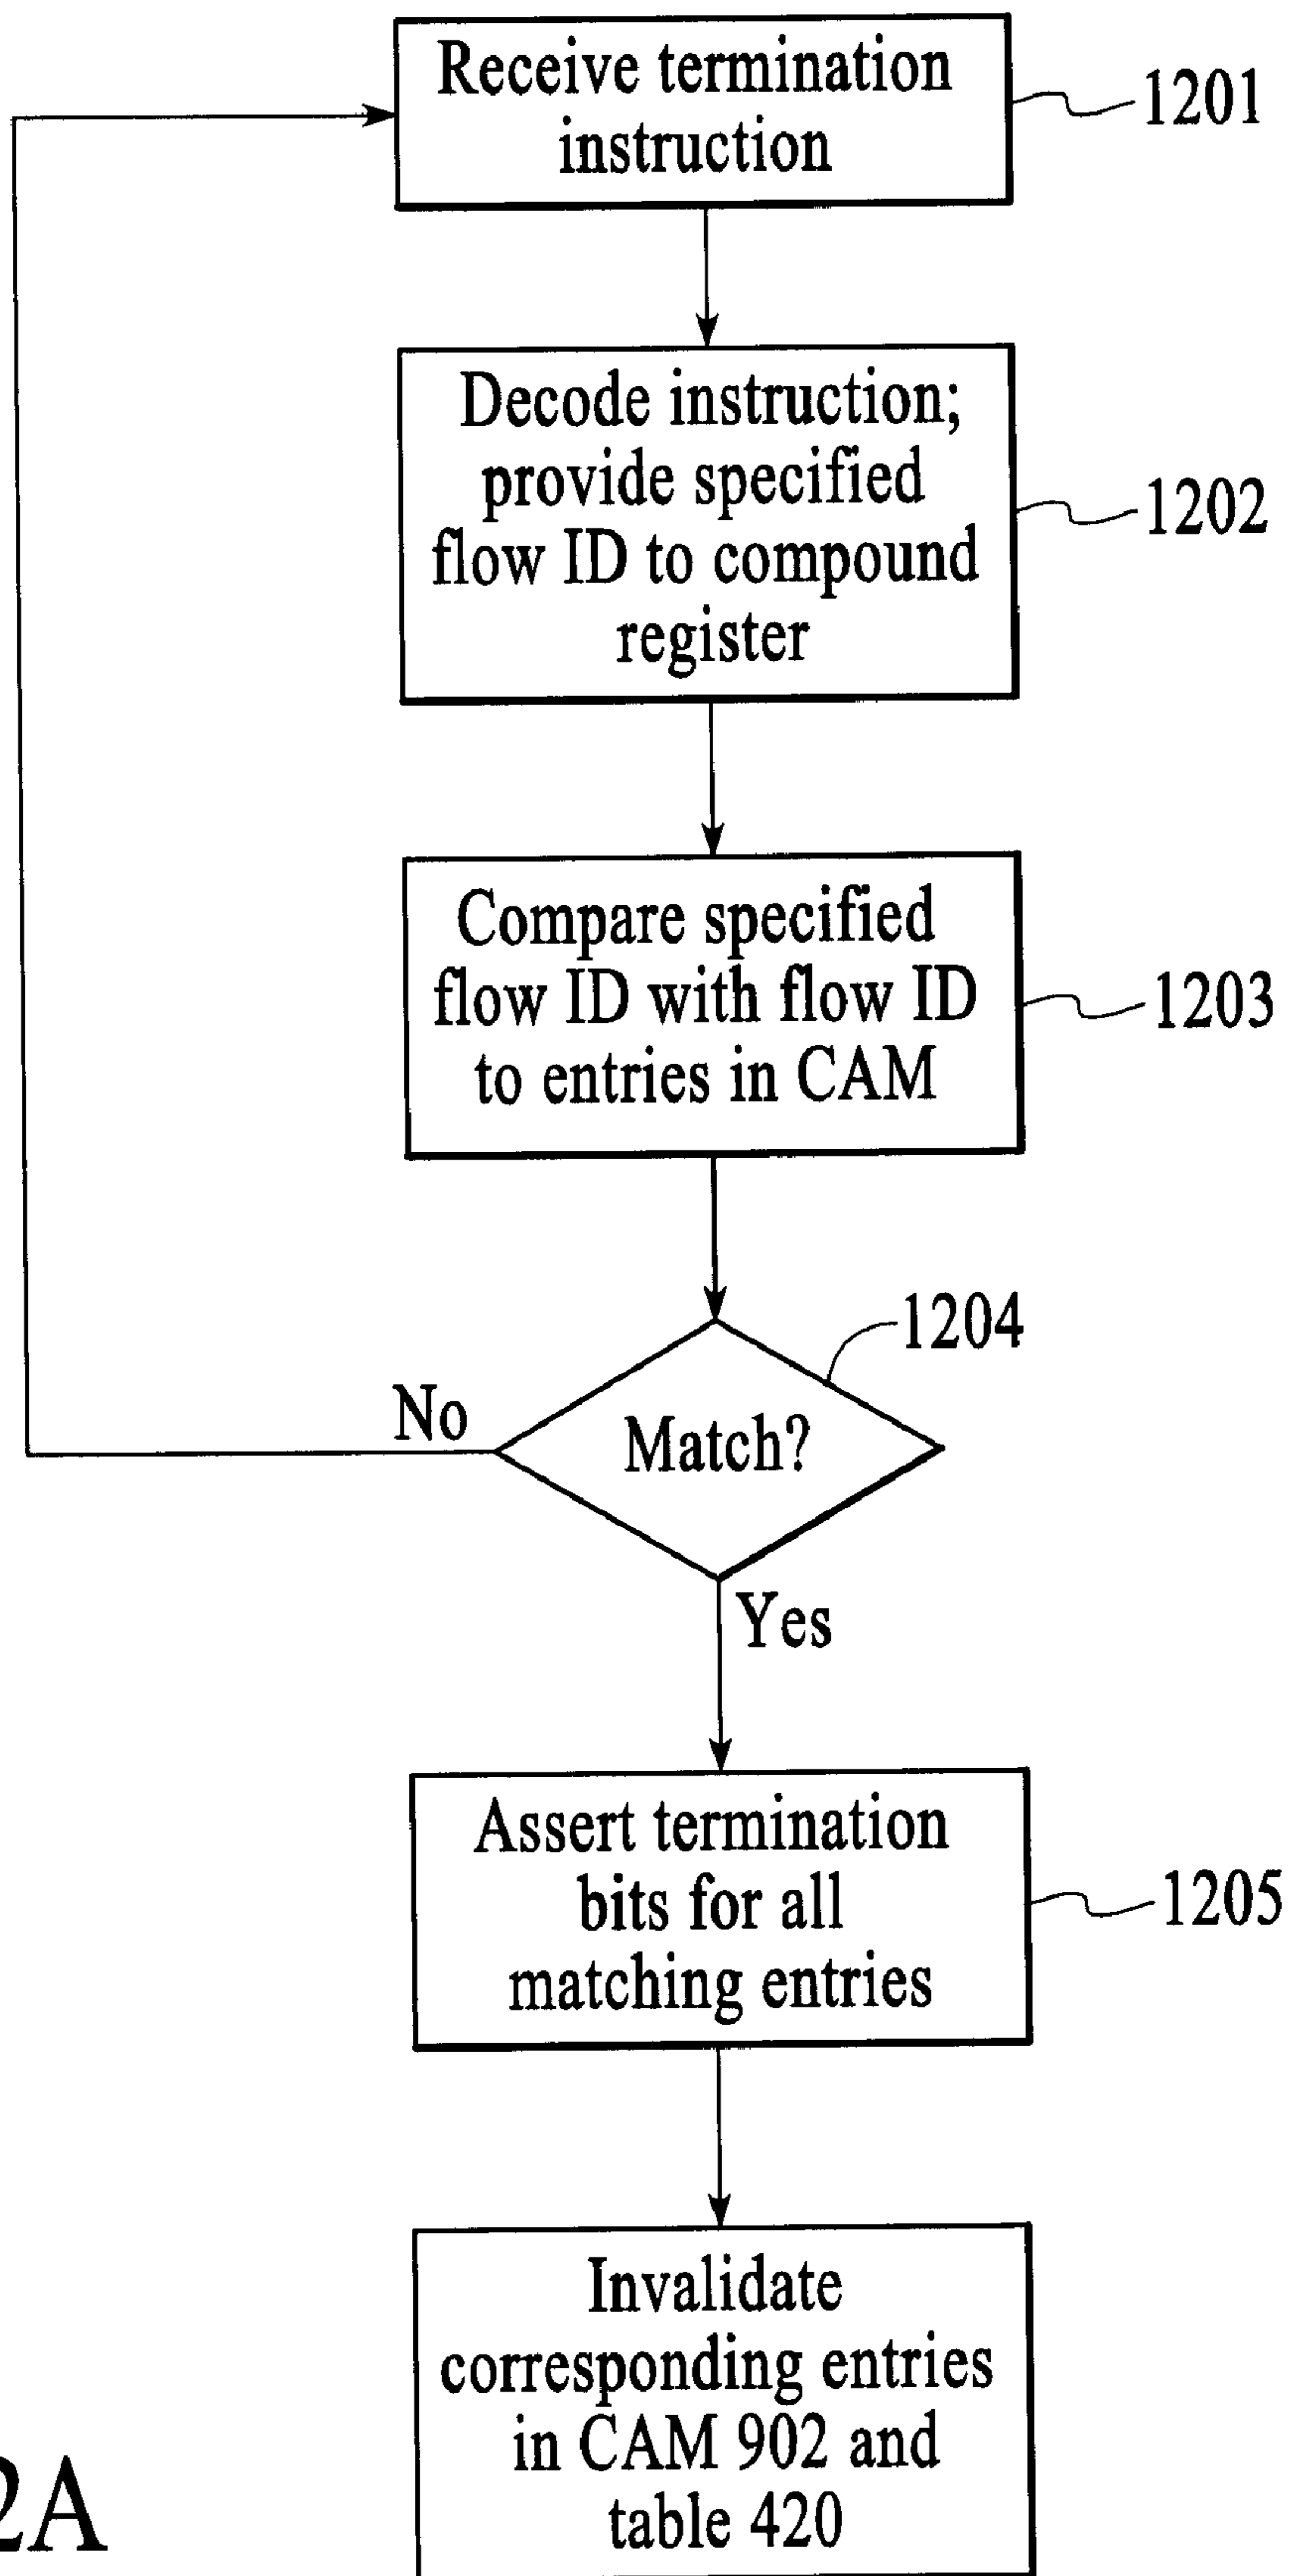 Receive termination
instruction
1201
Decode instruction;
provide specified
flow ID to compound
register
1202
Compare specified
flow ID with flow ID
to entries in CAM
1203
1204
No
Match?
Yes
Assert termination
bits for all
matching entries
1205
Invalidate
corresponding entries
in CAM 902 and
table 420
2A